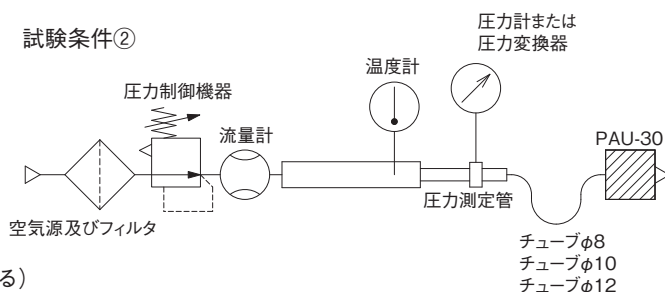 試験条件②
圧力計または
圧力変換器
温度計
圧力制御機器
流量計
PAU-30
圧力測定管
空気源及びフィルタ
チューブφ8
チューブφ10
チューブφ12
る）